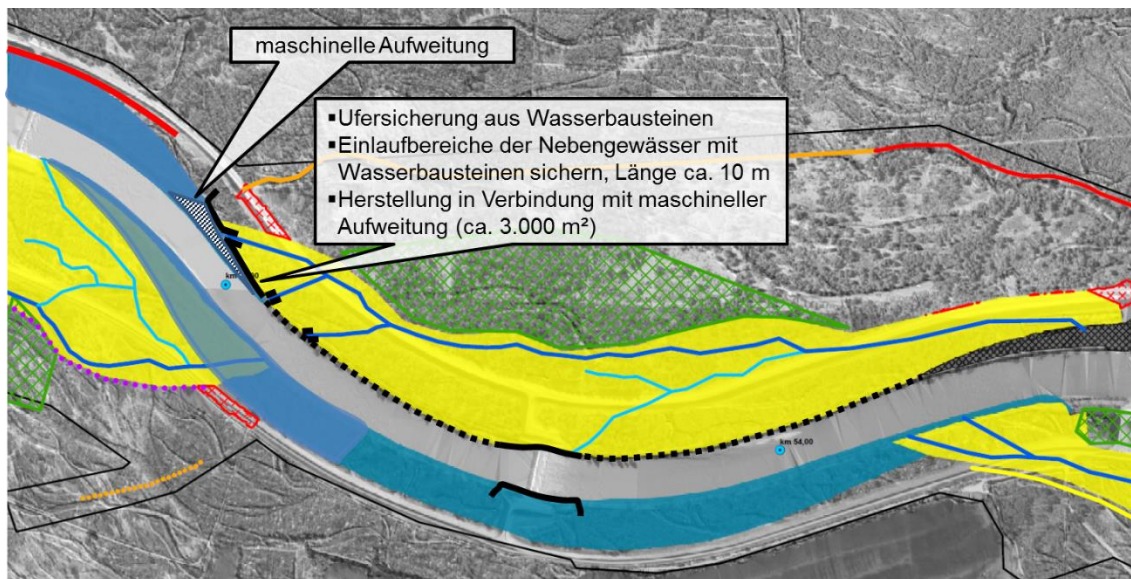 maschinelle Aufweitung
▪Ufersicherung aus Wasserbausteinen
▪Einlaufbereiche der Nebengewässer mit
Wasserbausteinen sichern, Länge ca. 10 m
▪Herstellung in Verbindung mit maschineller
Aufweitung (ca. 3.000 m²)
km
km 54,00